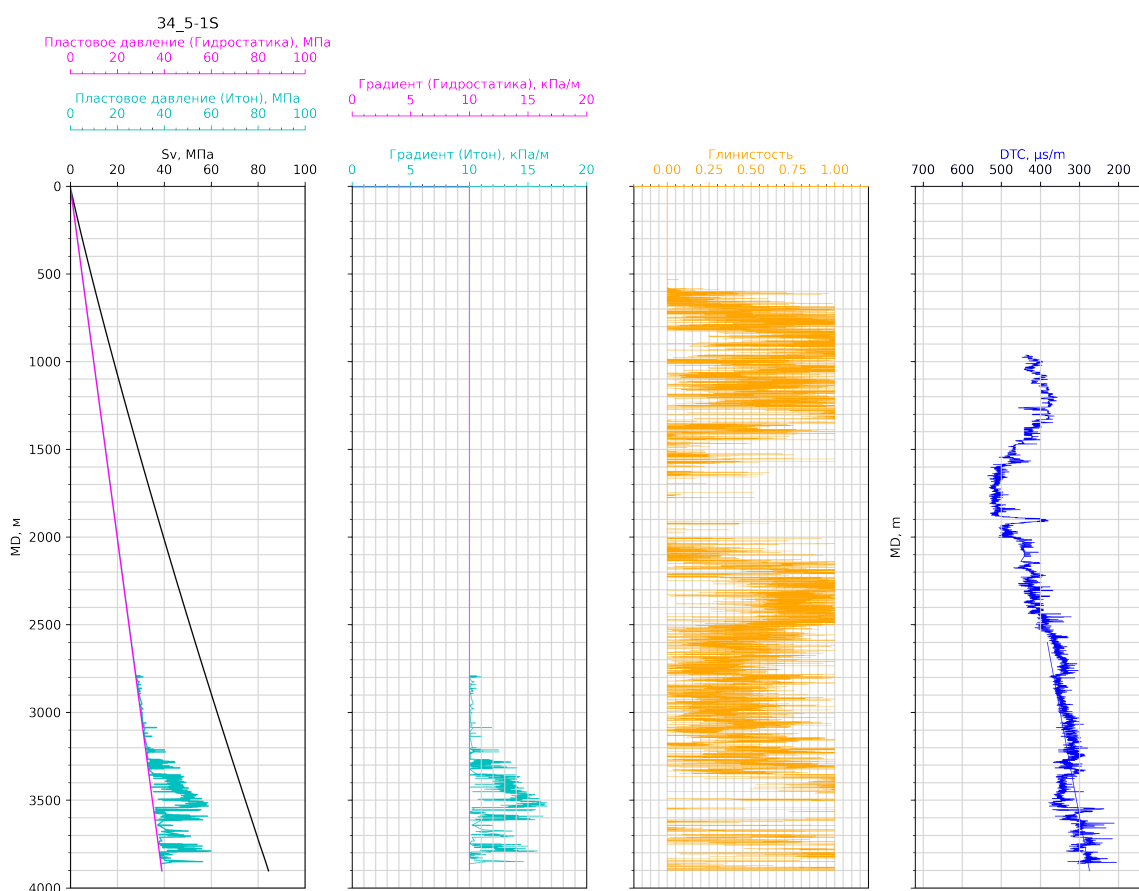 34_5-1S
Пластовое давление (Гидростатика), МПа
0 20 40 60 80 100
Градиент (Гидростатика), кПа/м
0 5 10 15 20
Пластовое давление (Итон), МПа
0 20 40 60 80 100
Sv, МПа
0 20 40 60 80 100
Градиент (Итон), кПа/м
0 5 10 15 20
Глинистость
0.00 0.25 0.50 0.75 1.00
DTC, μs/m
700 600 500 400 300 200
MD, м
0
500
1000
1500
2000
2500
3000
3500
4000
MD, m